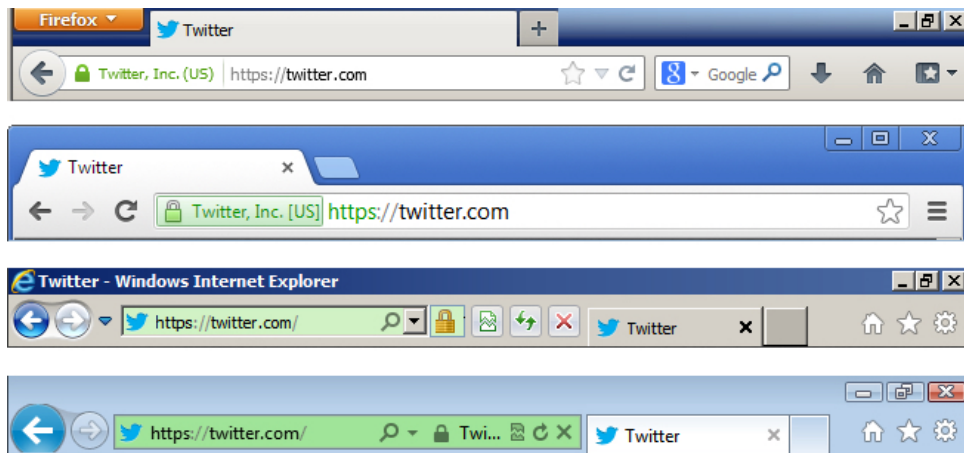 Firefox
Twitter
Twitter, Inc. (US) https://twitter.com
Google
Twitter
Twitter, Inc. [US] https://twitter.com
Twitter - Windows Internet Explorer
https://twitter.com/
Twitter
https://twitter.com/
Twi...
Twitter